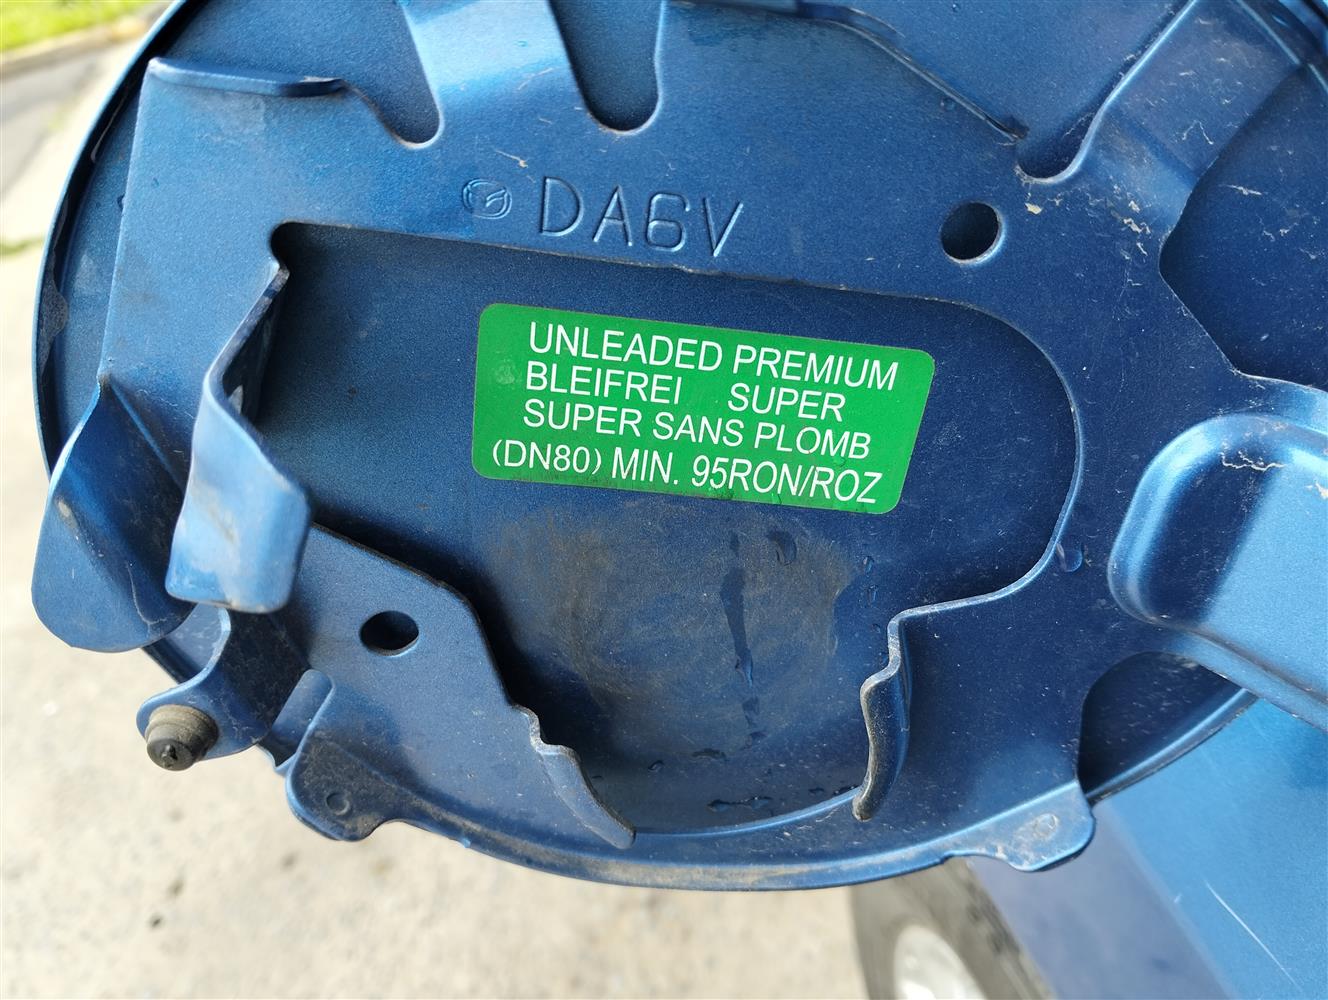 DA6V
UNLEADED PREMIUM
BLEIFREI SUPER
SUPER SANS PLOMB
(DN80) MIN. 95RON/ROZ